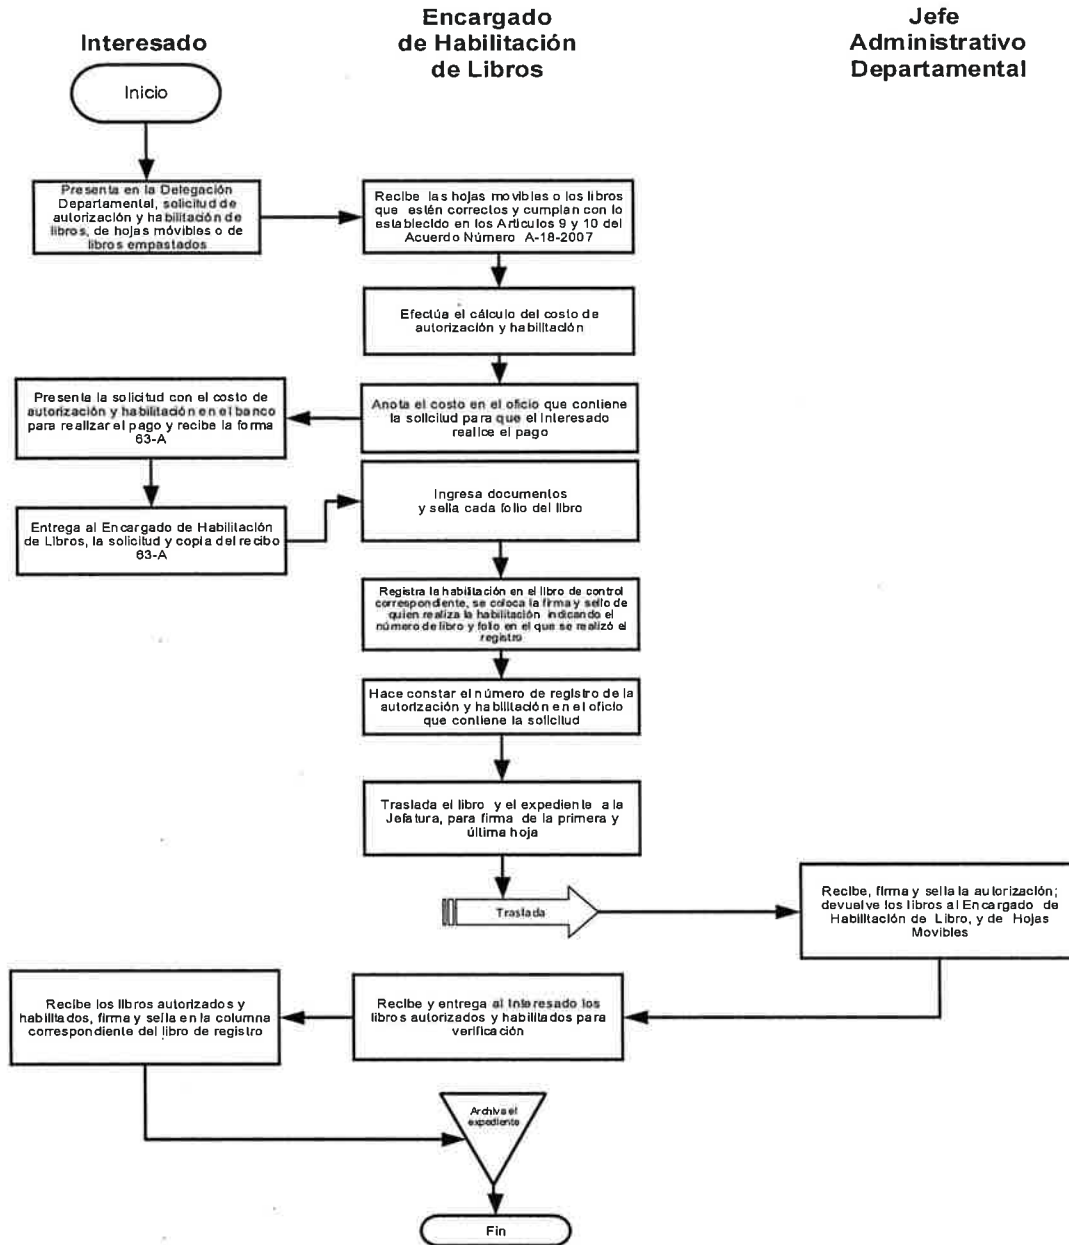 Interesado
Encargado
de Habilitación
de Libros
Jefe
Administrativo
Departamental
Inicio
Presenta en la Delegación
Departamental, solicitud de
autorización y habilitación de
libros, de hojas móvibles o de
libros empastados
Recibe las hojas movibles o los libros
que estén correctos y cumplan con lo
establecido en los Artículos 9 y 10 del
Acuerdo Número A-18-2007
Efectúa el cálculo del costo de
autorización y habilitación
Anota el costo en el oficio que contiene
la solicitud para que el interesado
realice el pago
Presenta la solicitud con el costo de
autorización y habilitación en el banco
para realizar el pago y recibe la forma
63-A
Entrega al Encargado de Habilitación
de Libros, la solicitud y copia del recibo
63-A
Ingresa documentos
y sella cada folio del libro
Registra la habilitación en el libro de control
correspondiente, se coloca la firma y sello de
quien realiza la habilitación indicando el
número de libro y folio en el que se realizó el
registro
Hace constar el número de registro de la
autorización y habilitación en el oficio
que contiene la solicitud
Traslada el libro y el expediente a la
Jefatura, para firma de la primera y
última hoja
Traslada
Recibe, firma y sella la autorización;
devuelve los libros al Encargado de
Habilitación de Libro, y de Hojas
Movibles
Recibe y entrega al Interesado los
libros autorizados y habilitados para
verificación
Recibe los libros autorizados y
habilitados, firma y sella en la columna
correspondiente del libro de registro
Archiva el
expediente
Fin